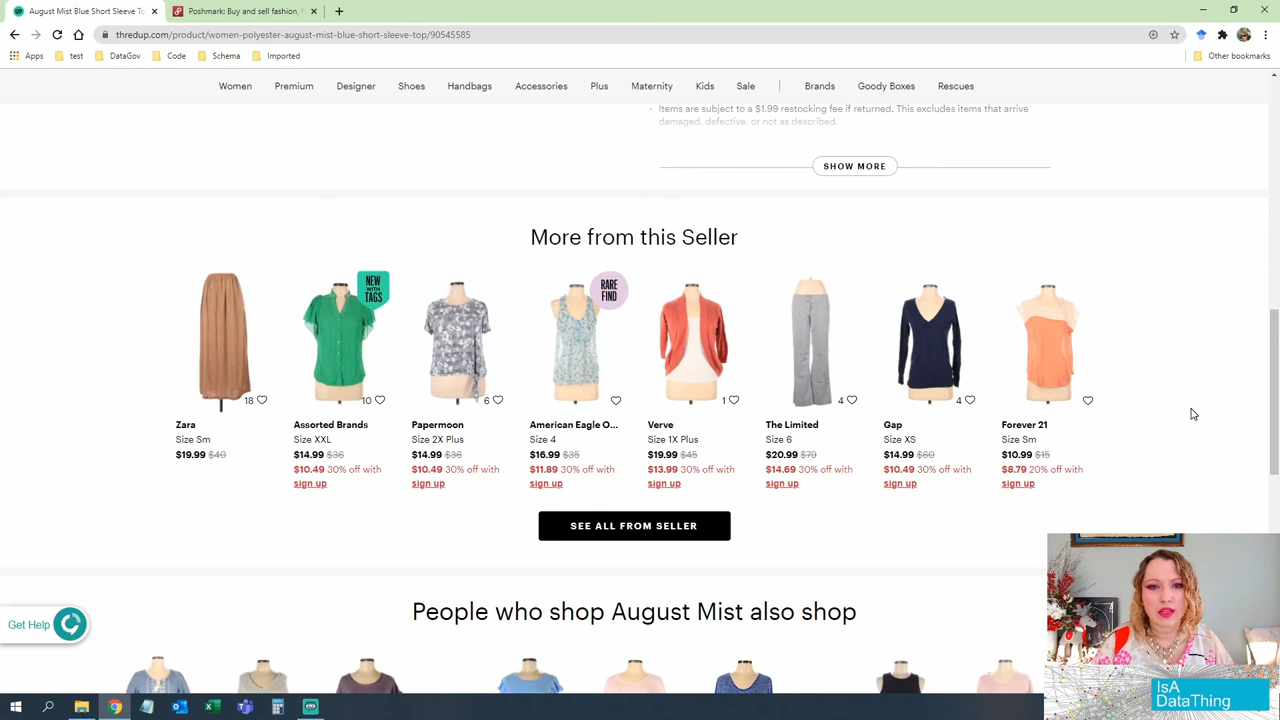 August Mist Blue Short Sleeve To
Poshmark: Buy and sell fashion,
thredup.com/product/women-polyester-august-mist-blue-short-sleeve-top/90545585
Apps
test
DataGov
Code
Schema
Imported
Other bookmarks
Women
Premium
Designer
Shoes
Handbags
Accessories
Plus
Maternity
Kids
Sale
Brands
Goody Boxes
Rescues
Items are subject to a $1.99 restocking fee if returned. This excludes items that arrive
damaged, defective, or not as described.
SHOW MORE
More from this Seller
NEW
WITH
TAGS
RARE
FIND
18
10
6
1
4
4
Zara
Size Sm
$19.99 $40
Assorted Brands
Size XXL
$14.99 $36
$10.49 30% off with
sign up
Papermoon
Size 2X Plus
$14.99 $36
$10.49 30% off with
sign up
American Eagle O...
Size 4
$16.99 $35
$11.89 30% off with
sign up
Verve
Size 1X Plus
$19.99 $45
$13.99 30% off with
sign up
The Limited
Size 6
$20.99 $79
$14.69 30% off with
sign up
Gap
Size XS
$14.99 $60
$10.49 30% off with
sign up
Forever 21
Size Sm
$10.99 $15
$8.79 20% off with
sign up
SEE ALL FROM SELLER
People who shop August Mist also shop
Get Help
IsA
DataThing